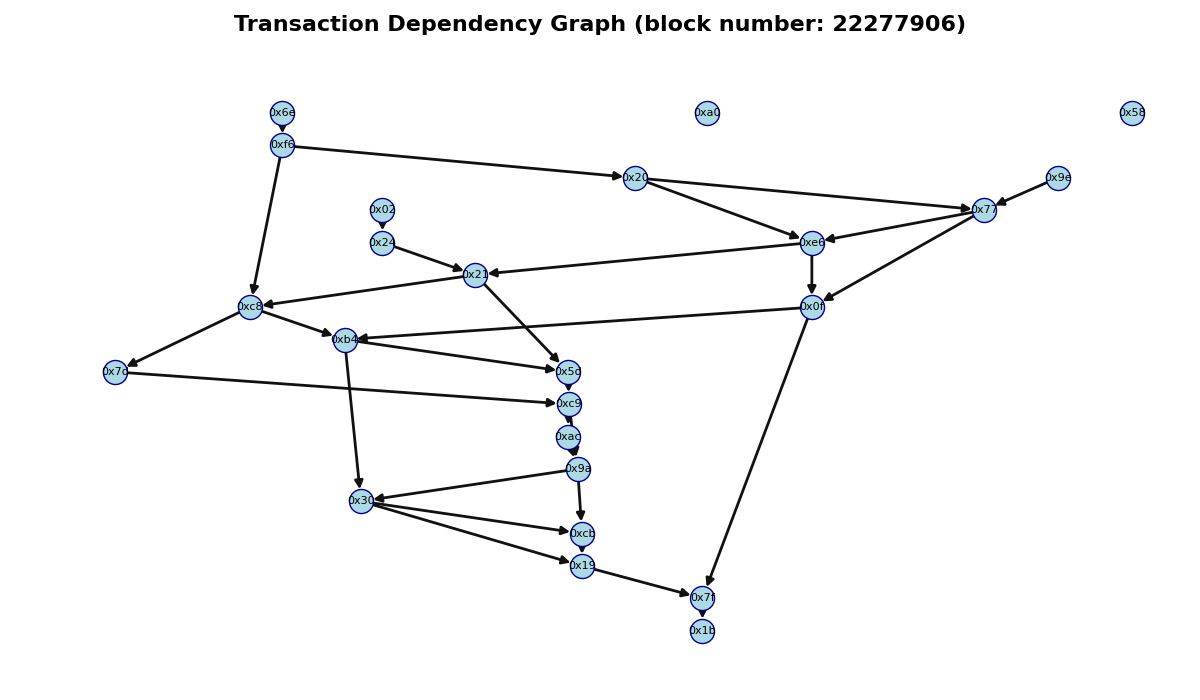 Transaction Dependency Graph (block number: 22277906)
0x6e
0xa0
0x58
0xf6
0x20
0x9e
0x02
0x77
0x24
0xe6
0x21
0xc8
0x0f
0xb4
0x7d
0x5d
0xc9
0xac
0x9a
0x30
0xcb
0x19
0x7f
0x1b